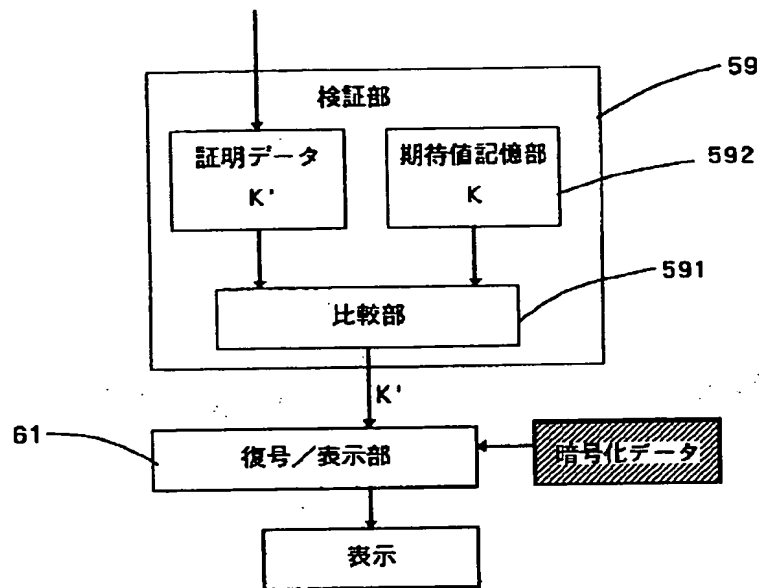 検証部
59
証明データ
K'
期待値記憶部
K
592
591
比較部
K'
61
復号／表示部
暗号化データ
表示